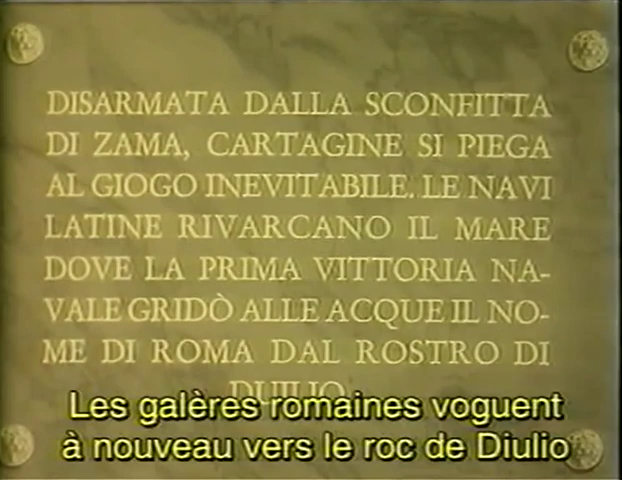 DISARMATA DALLA SCONFITTA
DI ZAMA, CARTAGINE SI PIEGA
AL GIOGO INEVITABILE. LE NAVI
LATINE RIVARCANO IL MARE
DOVE LA PRIMA VITTORIA NA-
VALE GRIDÒ ALLE ACQUE IL NO-
ME DI ROMA DAL ROSTRO DI
DUILIO
Les galères romaines voguent
à nouveau vers le roc de Diulio